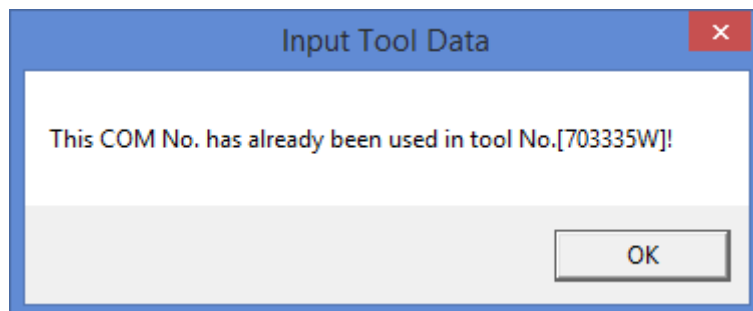 Input Tool Data
This COM No. has already been used in tool No.[703335W]!
OK